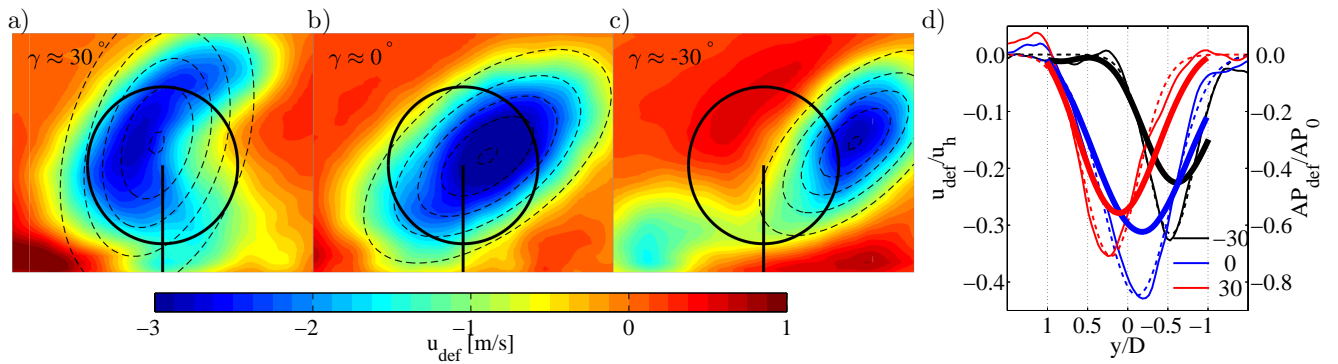 a)
b)
c)
d)
γ ≈ 30 °
γ ≈ 0 °
γ ≈ -30 °
−3
−2
−1
0
1
u_def [m/s]
0.0
−0.1
−0.2
−0.3
−0.4
u_def/u_h
0.0
−0.2
−0.4
−0.6
−0.8
AP_def/AP_0
−30
0
30
1
0.5
0
-0.5
-1
y/D